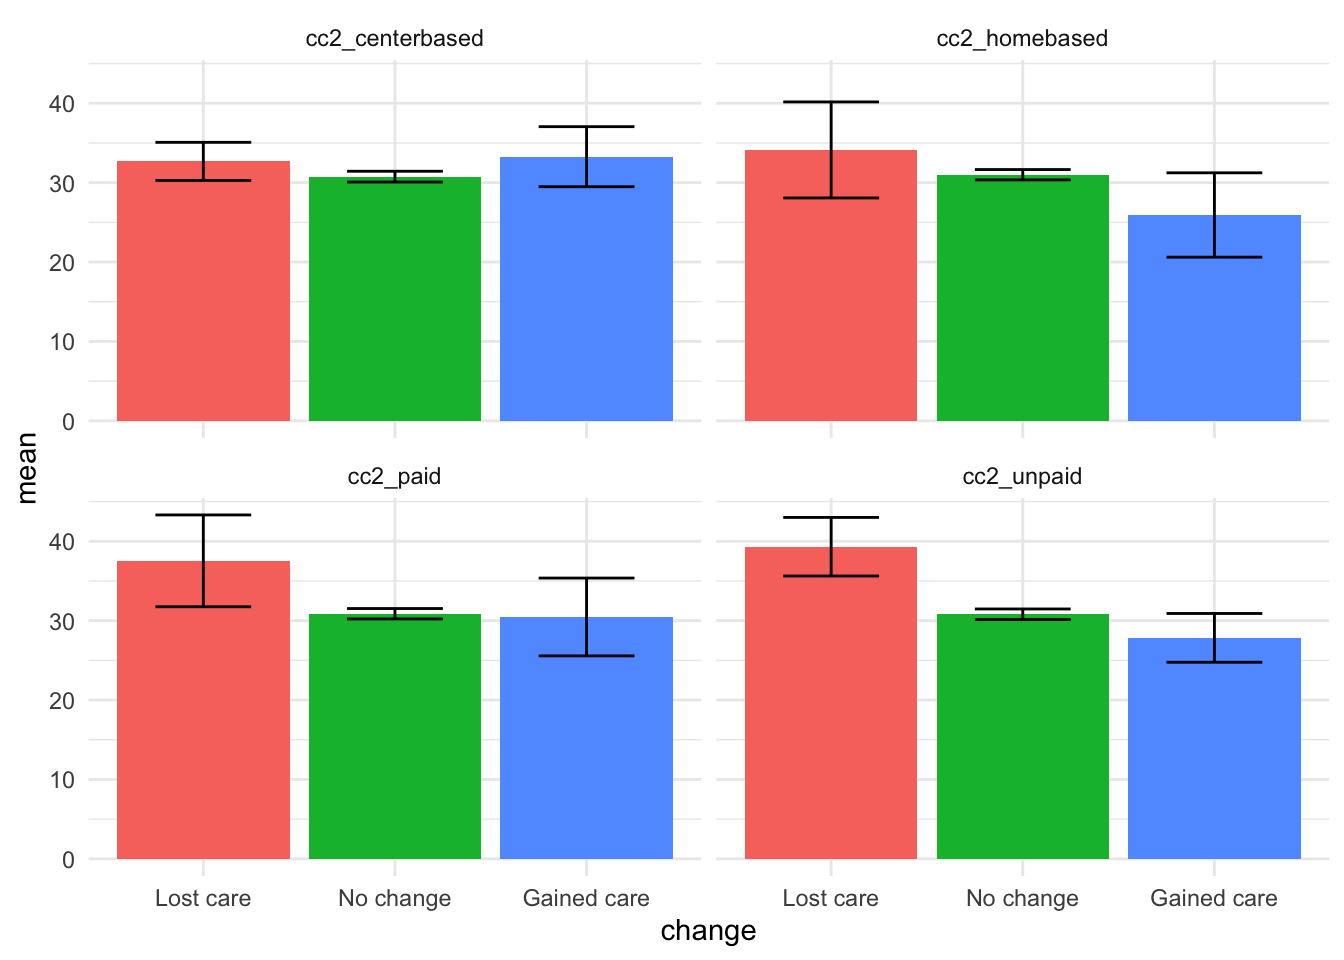 cc2_centerbased
cc2_homebased
40
30
20
10
0
mean
cc2_paid
cc2_unpaid
40
30
20
10
0
Lost care
No change
Gained care
Lost care
No change
Gained care
change